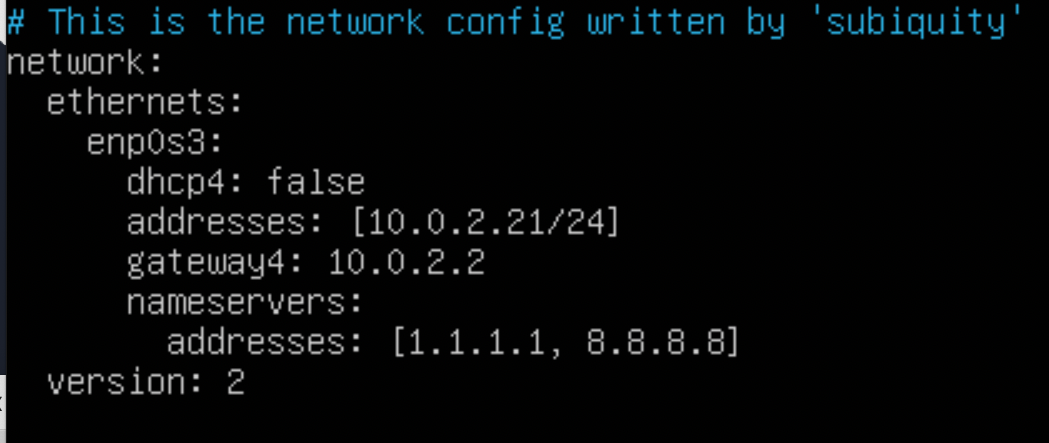 # This is the network config written by 'subiquity'
network:
  ethernets:
    enp0s3:
      dhcp4: false
      addresses: [10.0.2.21/24]
      gateway4: 10.0.2.2
      nameservers:
        addresses: [1.1.1.1, 8.8.8.8]
  version: 2